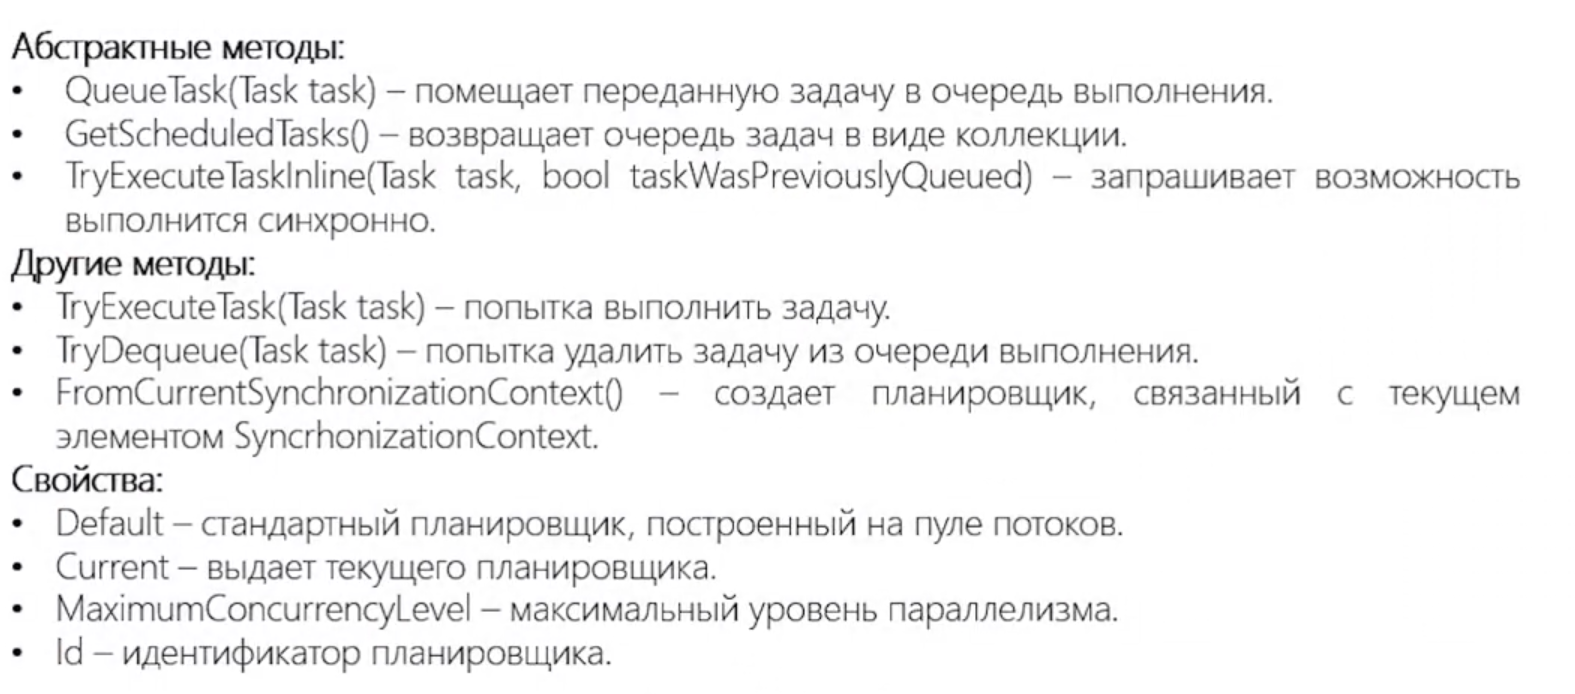 Абстрактные методы:
• QueueTask(Task task) – помещает переданную задачу в очередь выполнения.
• GetScheduledTasks() – возвращает очередь задач в виде коллекции.
• TryExecuteTaskInline(Task task, bool taskWasPreviouslyQueued) – запрашивает возможность
выполнится синхронно.
Другие методы:
• TryExecuteTask(Task task) – попытка выполнить задачу.
• TryDequeue(Task task) – попытка удалить задачу из очереди выполнения.
• FromCurrentSynchronizationContext() – создает планировщик, связанный с текущем
элементом SyncrhonizationContext.
Свойства:
• Default – стандартный планировщик, построенный на пуле потоков.
• Current – выдает текущего планировщика.
• MaximumConcurrencyLevel – максимальный уровень параллелизма.
• Id – идентификатор планировщика.